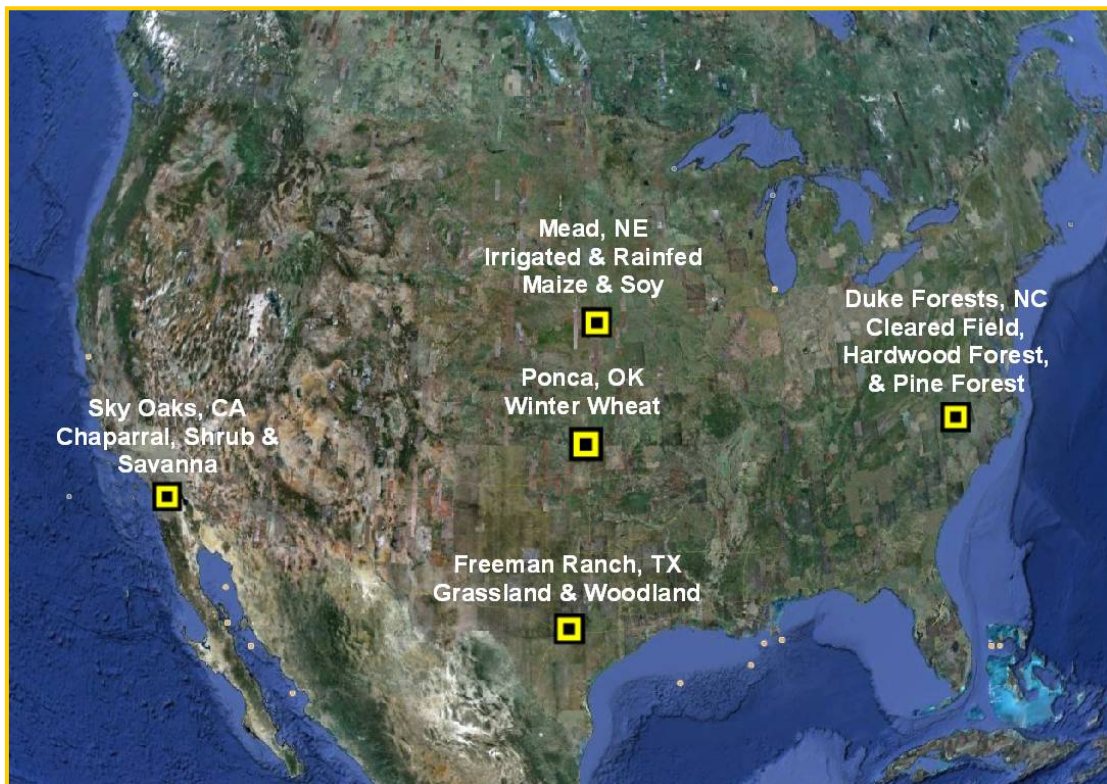 Mead, NE
Irrigated & Rainfed
Maize & Soy
Duke Forests, NC
Cleared Field,
Hardwood Forest,
& Pine Forest
Ponca, OK
Winter Wheat
Sky Oaks, CA
Chaparral, Shrub &
Savanna
Freeman Ranch, TX
Grassland & Woodland